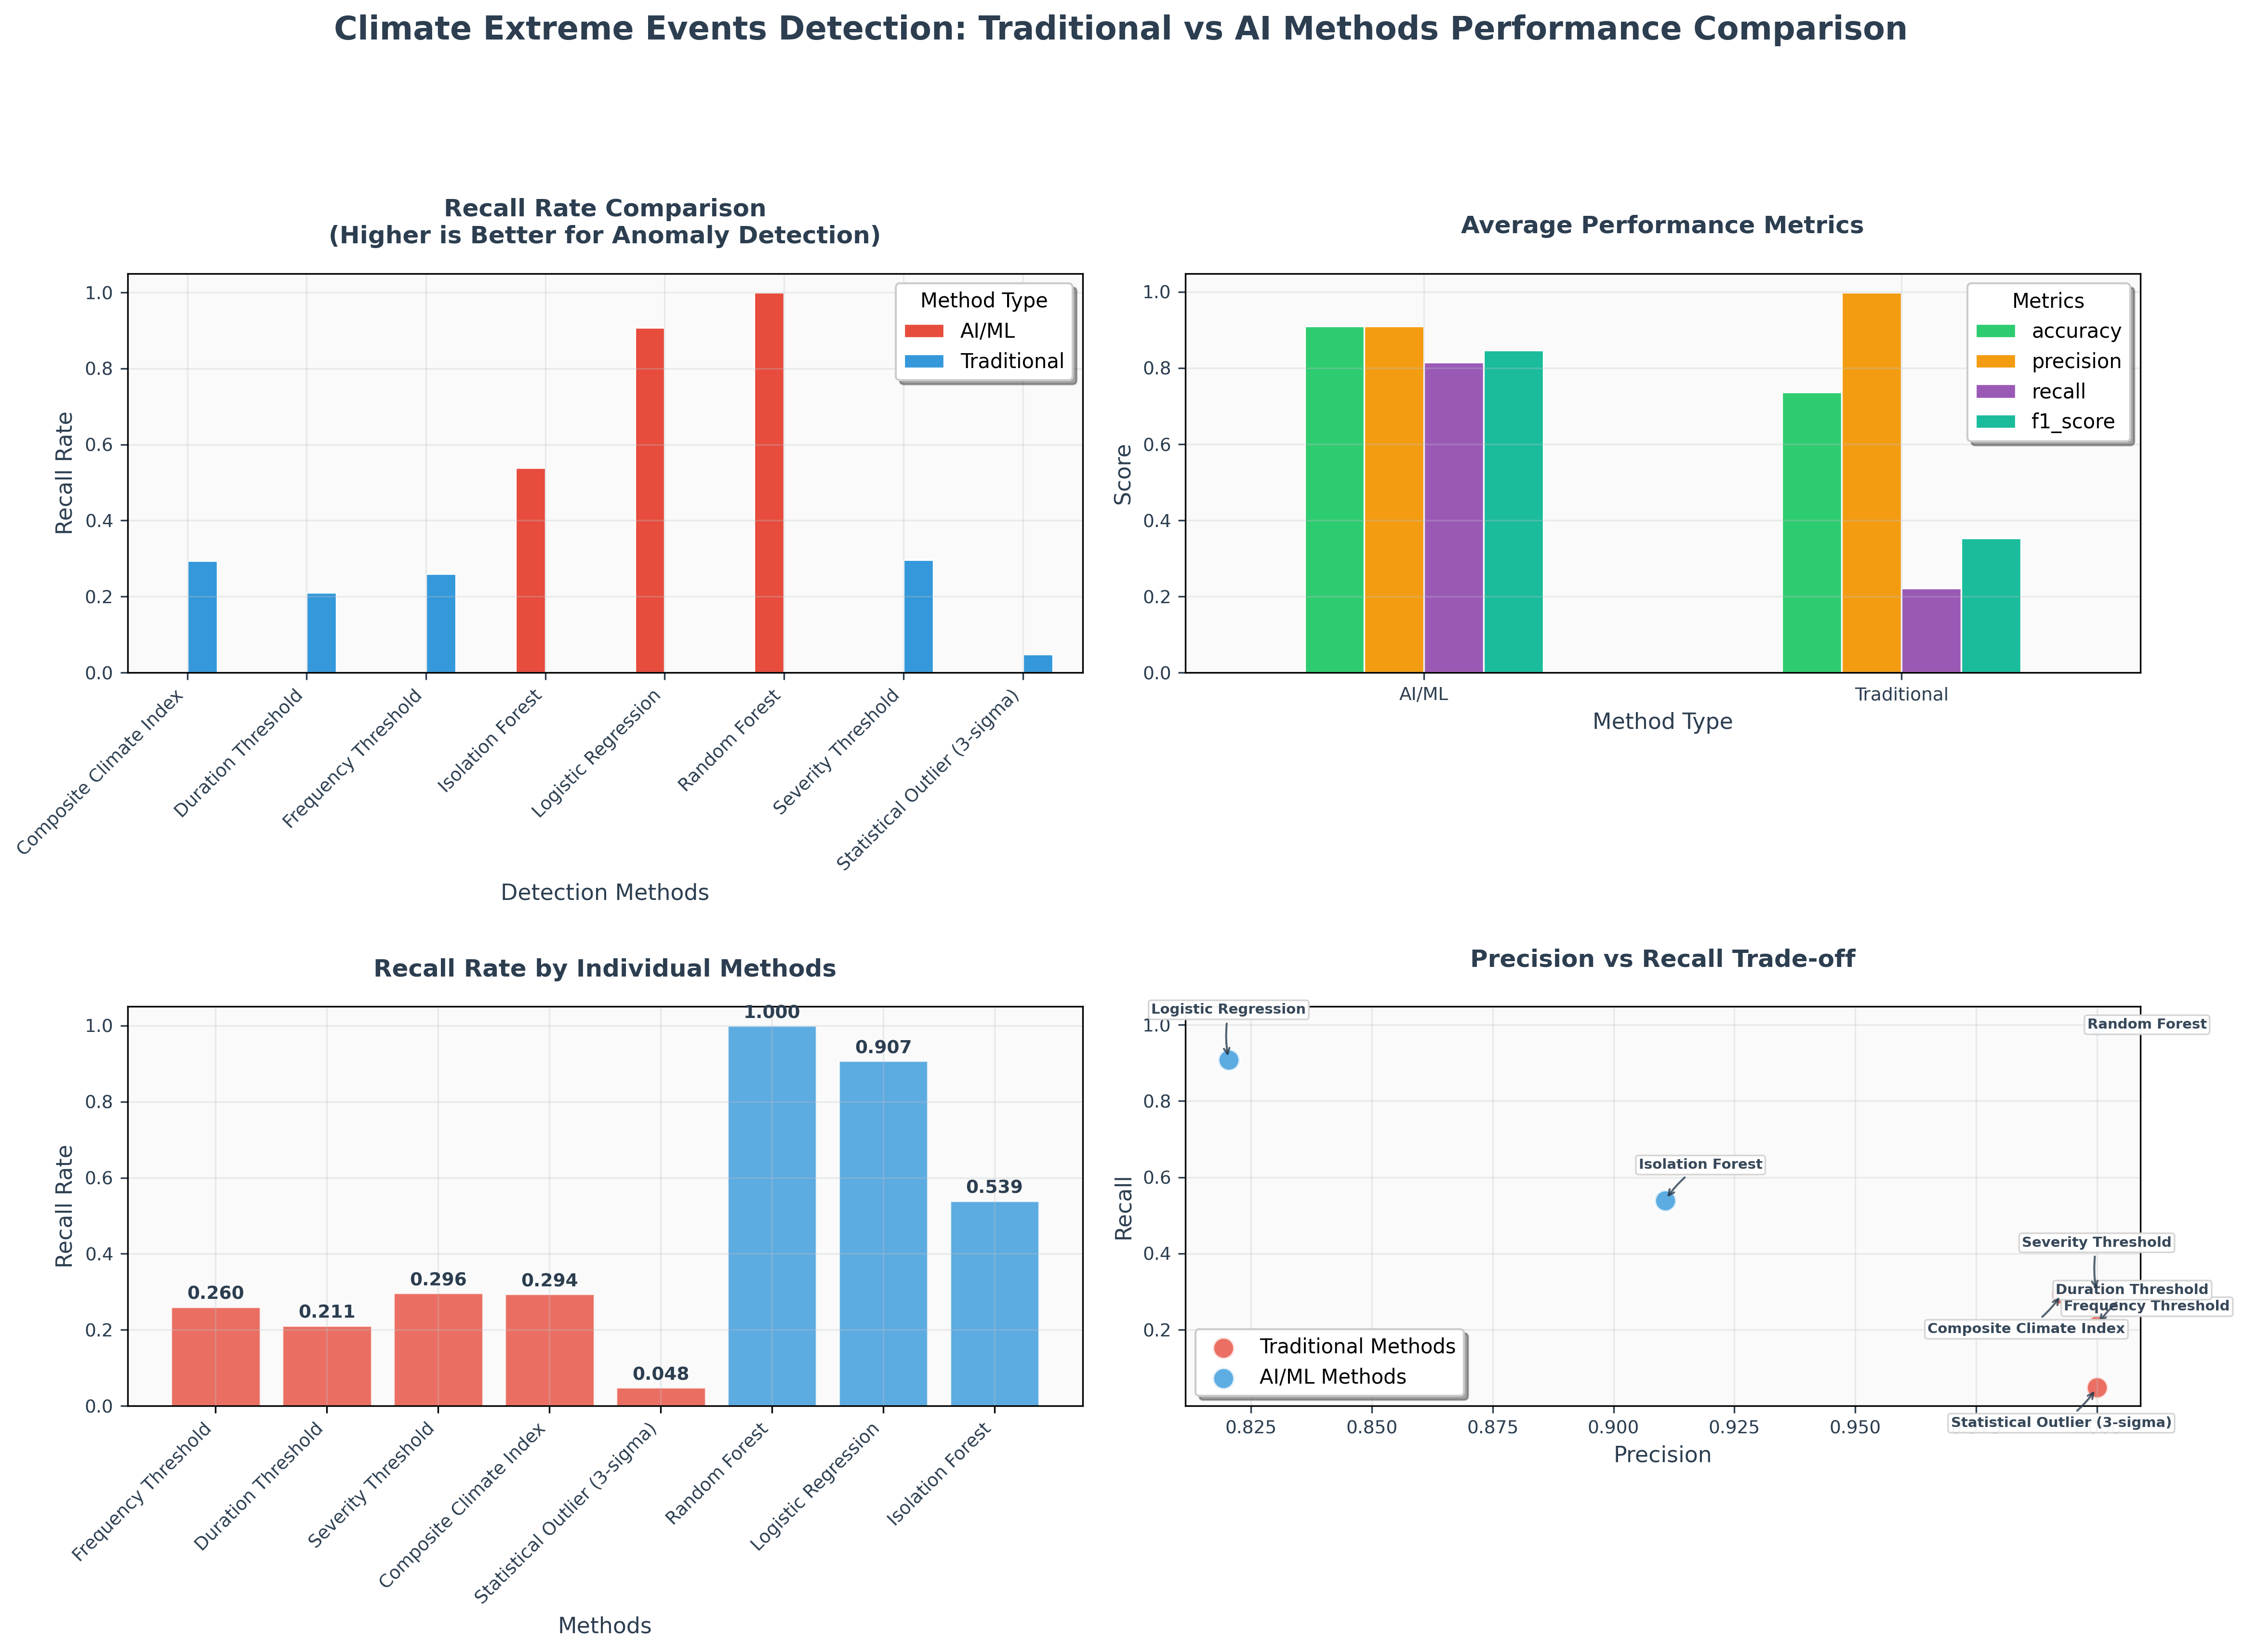 Climate Extreme Events Detection: Traditional vs AI Methods Performance Comparison
Recall Rate Comparison
(Higher is Better for Anomaly Detection)
Recall Rate
1.0
0.8
0.6
0.4
0.2
0.0
Method Type
AI/ML
Traditional
Composite Climate Index
Duration Threshold
Frequency Threshold
Isolation Forest
Logistic Regression
Random Forest
Severity Threshold
Statistical Outlier (3-sigma)
Detection Methods
Average Performance Metrics
Score
1.0
0.8
0.6
0.4
0.2
0.0
Metrics
accuracy
precision
recall
f1_score
AI/ML
Traditional
Method Type
Recall Rate by Individual Methods
Recall Rate
1.0
0.8
0.6
0.4
0.2
0.0
0.260
0.211
0.296
0.294
0.048
1.000
0.907
0.539
Frequency Threshold
Duration Threshold
Severity Threshold
Composite Climate Index
Statistical Outlier (3-sigma)
Random Forest
Logistic Regression
Isolation Forest
Methods
Precision vs Recall Trade-off
Recall
1.0
0.8
0.6
0.4
0.2
Logistic Regression
Random Forest
Isolation Forest
Severity Threshold
Duration Threshold
Frequency Threshold
Composite Climate Index
Statistical Outlier (3-sigma)
Traditional Methods
AI/ML Methods
0.825
0.850
0.875
0.900
0.925
0.950
Precision